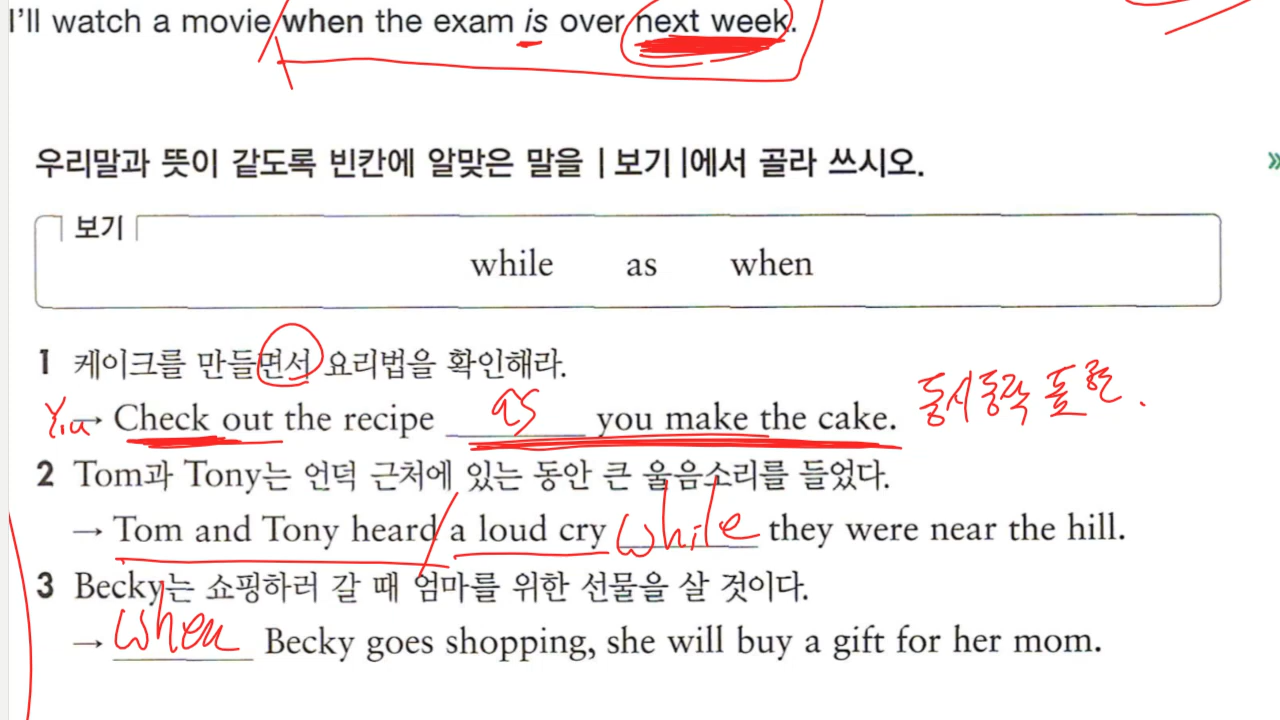 I'll watch a movie when the exam is over next week.
우리말과 뜻이 같도록 빈칸에 알맞은 말을 | 보기 |에서 골라 쓰시오.
보기
while as when
1 케이크를 만들면서 요리법을 확인해라.
You → Check out the recipe as you make the cake. 동시동작 표현.
2 Tom과 Tony는 언덕 근처에 있는 동안 큰 울음소리를 들었다.
→ Tom and Tony heard a loud cry while they were near the hill.
3 Becky는 쇼핑하러 갈 때 엄마를 위한 선물을 살 것이다.
→ when Becky goes shopping, she will buy a gift for her mom.